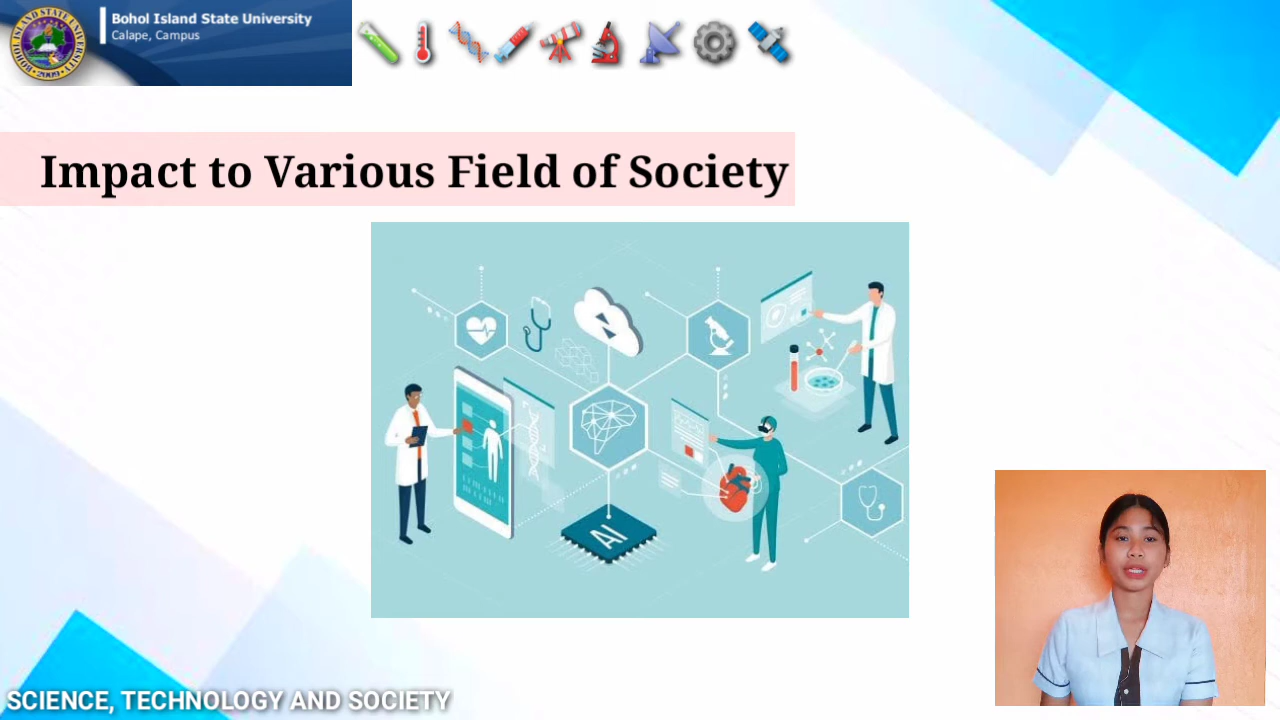 Bohol Island State University
Calape, Campus
Impact to Various Field of Society
AI
SCIENCE, TECHNOLOGY AND SOCIETY